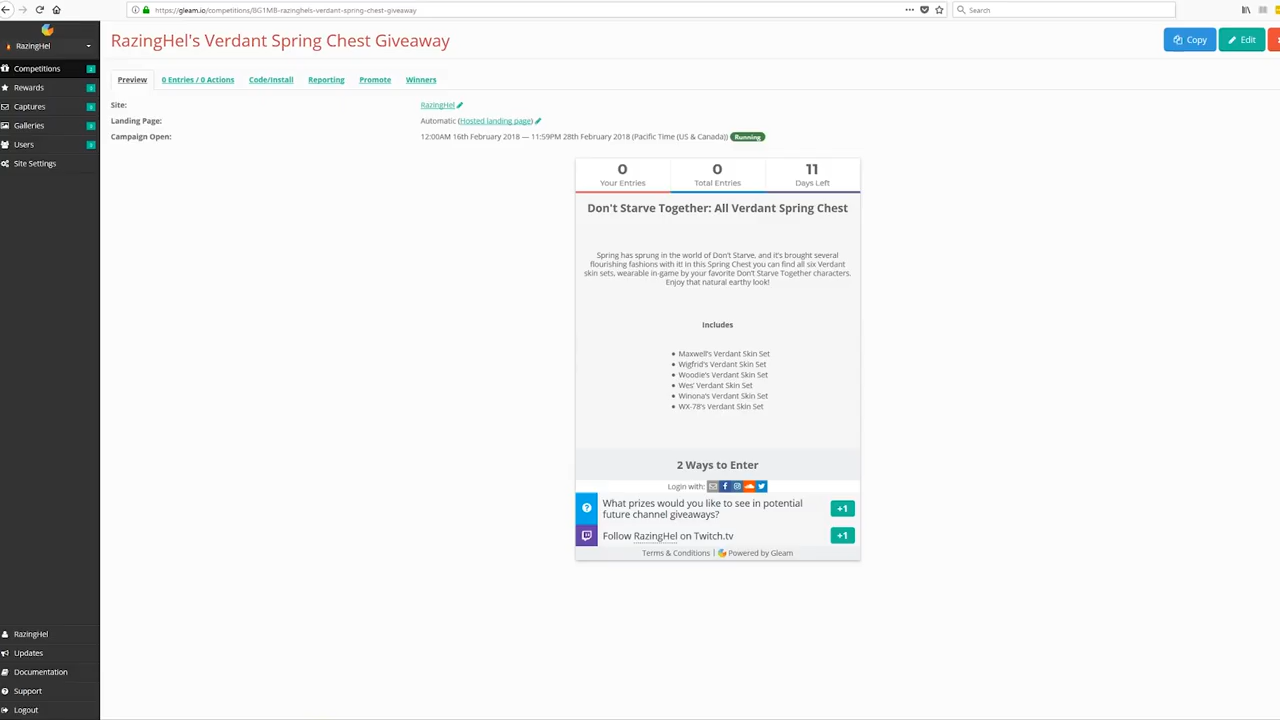 https://gleam.io/competitions/8G1MB-razinghels-verdant-spring-chest-giveaway
Search
RazingHel
Competitions
Rewards
Captures
Galleries
Users
Site Settings
RazingHel
Updates
Documentation
Support
Logout
RazingHel's Verdant Spring Chest Giveaway
Copy
Edit
Preview
0 Entries / 0 Actions
Code/Install
Reporting
Promote
Winners
Site:
RazingHel
Landing Page:
Automatic (Hosted landing page)
Campaign Open:
12:00AM 16th February 2018 — 11:59PM 28th February 2018 (Pacific Time (US & Canada)) Running
0
Your Entries
0
Total Entries
11
Days Left
Don't Starve Together: All Verdant Spring Chest
Spring has sprung in the world of Don't Starve, and it's brought several
flourishing fashions with it! In this Spring Chest you can find all six Verdant
skin sets, wearable in-game by your favorite Don't Starve Together characters.
Enjoy that natural earthy look!
Includes
Maxwell's Verdant Skin Set
Wigfrid's Verdant Skin Set
Woodie's Verdant Skin Set
Wes' Verdant Skin Set
Winona's Verdant Skin Set
WX-78's Verdant Skin Set
2 Ways to Enter
Login with:
What prizes would you like to see in potential
future channel giveaways?
+1
Follow RazingHel on Twitch.tv
+1
Terms & Conditions | Powered by Gleam